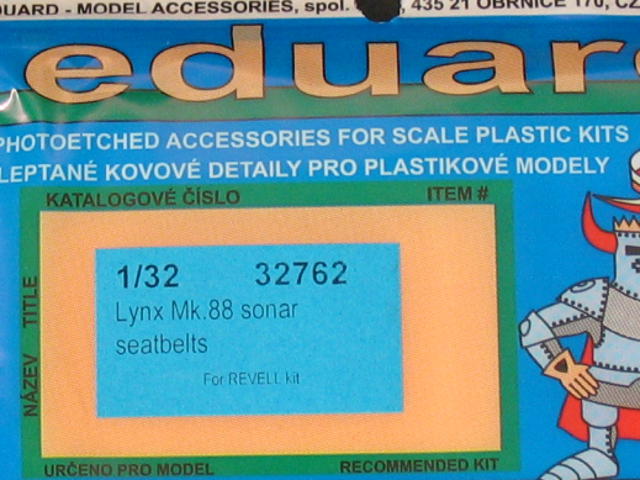 - MODEL ACCESSORIES, spol. 435 21 OBRNICE 170, CZ
eduar
PHOTOETCHED ACCESSORIES FOR SCALE PLASTIC KITS
LEPTANÉ KOVOVÉ DETAILY PRO PLASTIKOVÉ MODELY
KATALOGOVÉ ČÍSLO ITEM #
NÁZEV TITLE
1/32 32762
Lynx Mk.88 sonar
seatbelts
For REVELL kit
URČENO PRO MODEL RECOMMENDED KIT